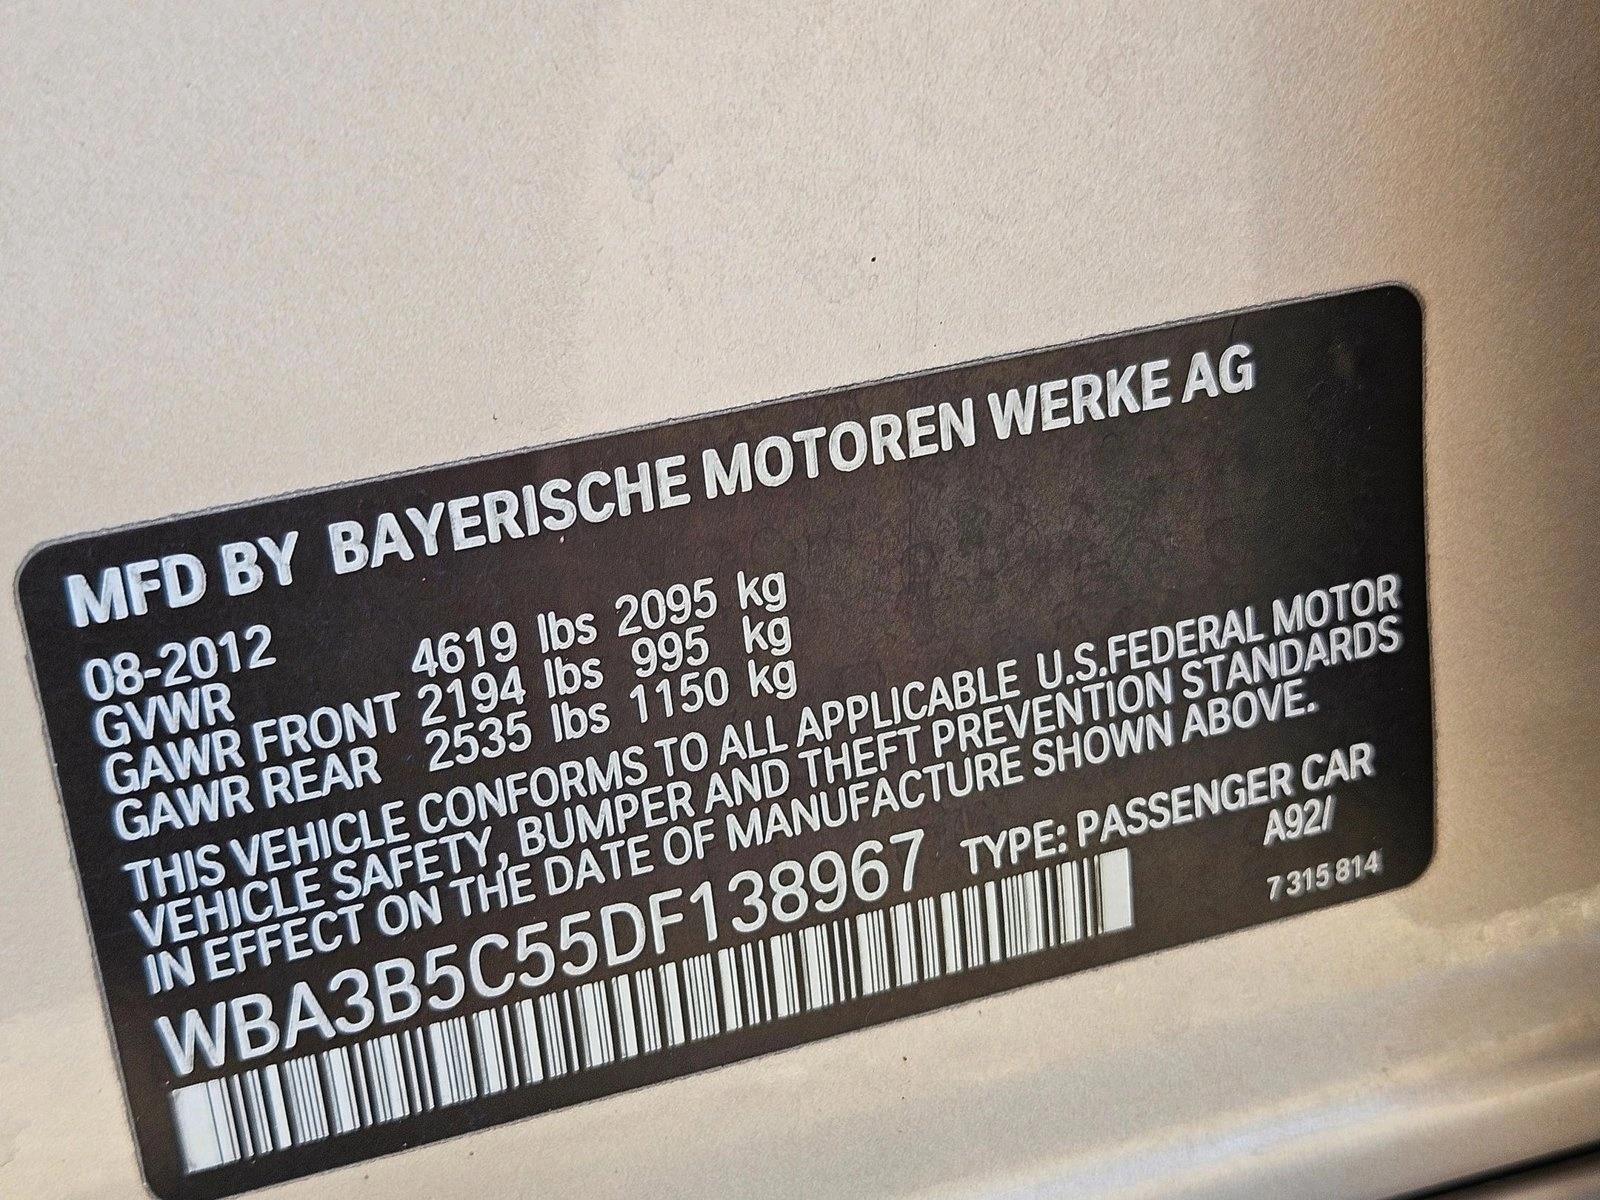 MFD BY BAYERISCHE MOTOREN WERKE AG
08-2012
GVWR 4619 lbs 2095 kg
GAWR FRONT 2194 lbs 995 kg
GAWR REAR 2535 lbs 1150 kg
THIS VEHICLE CONFORMS TO ALL APPLICABLE U.S.FEDERAL MOTOR
VEHICLE SAFETY, BUMPER AND THEFT PREVENTION STANDARDS
IN EFFECT ON THE DATE OF MANUFACTURE SHOWN ABOVE.
WBA3B5C55DF138967 TYPE: PASSENGER CAR
A92/
7 315 814